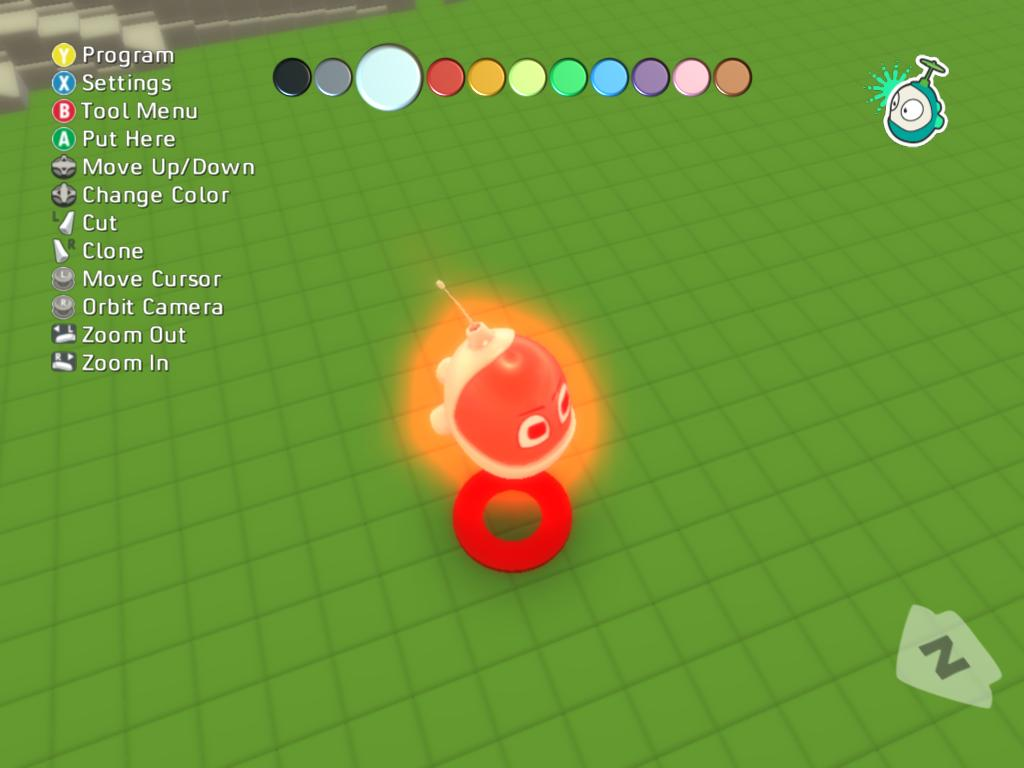 Y Program
X Settings
B Tool Menu
A Put Here
Move Up/Down
Change Color
L Cut
R Clone
L Move Cursor
R Orbit Camera
L Zoom Out
R Zoom In
N